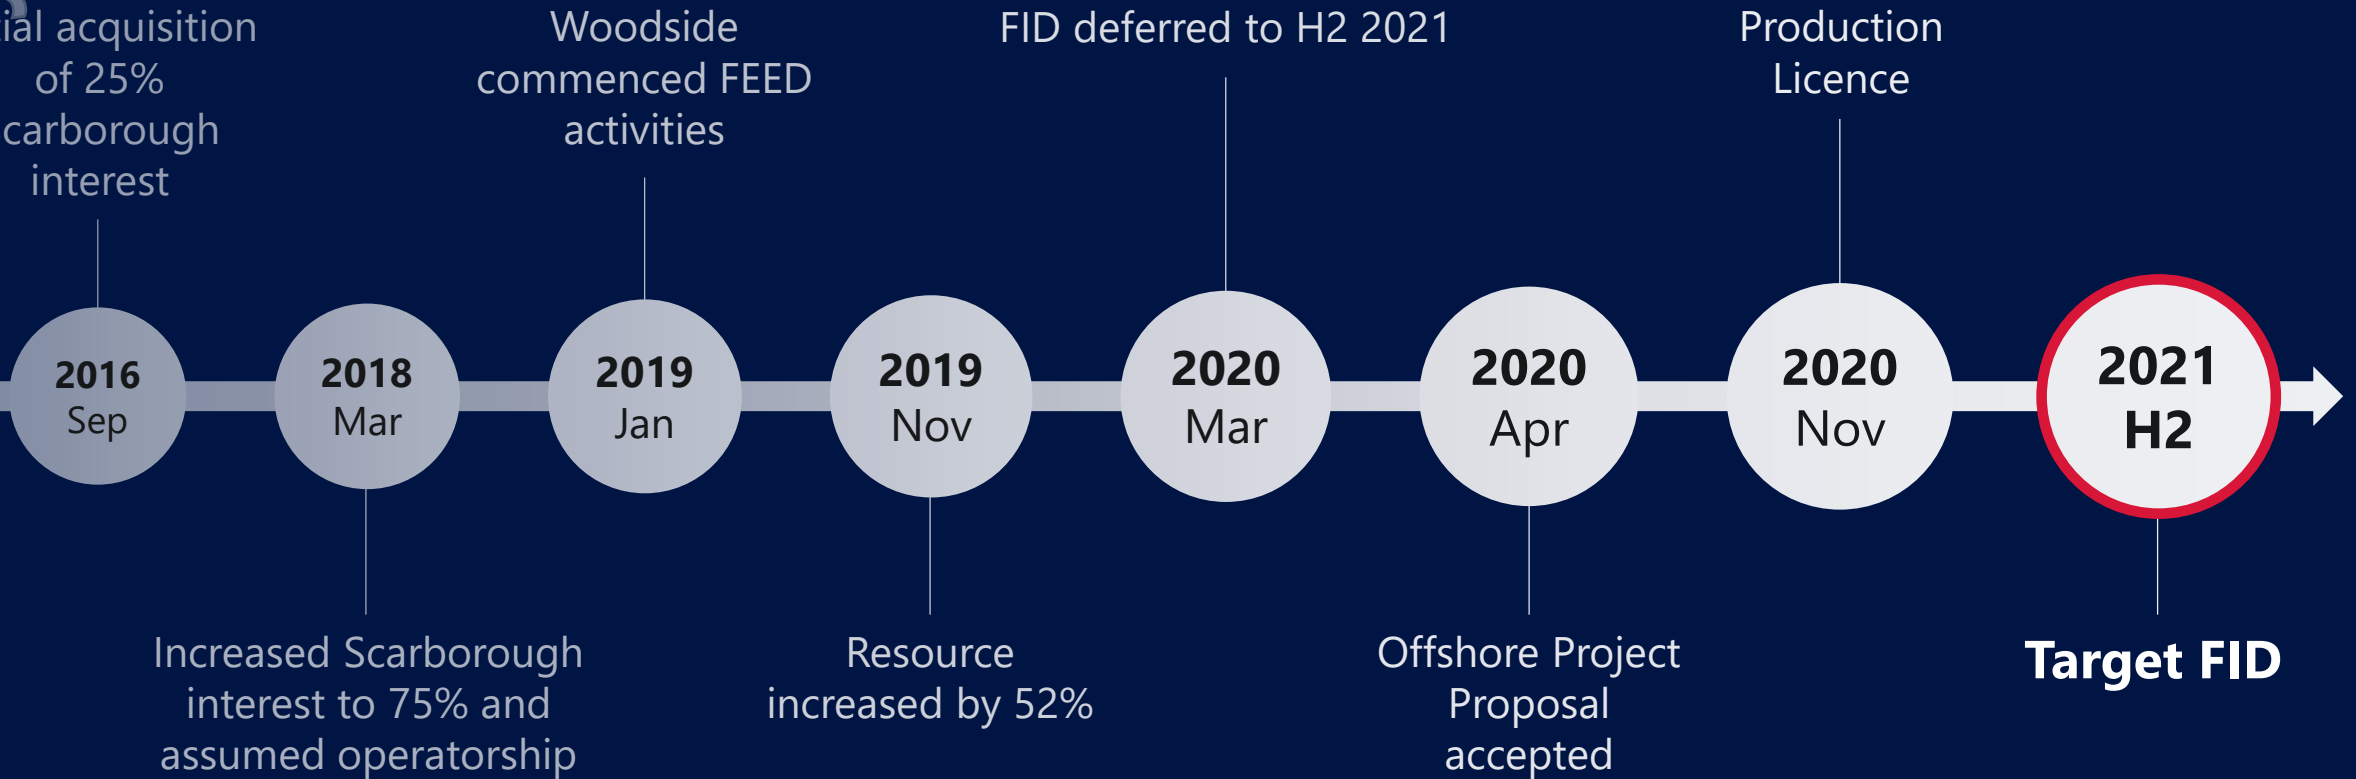 tial acquisition
of 25%
carborough
interest
Woodside
commenced FEED
activities
FID deferred to H2 2021
Production
Licence
2016
Sep
2018
Mar
2019
Jan
2019
Nov
2020
Mar
2020
Apr
2020
Nov
2021
H2
Increased Scarborough
interest to 75% and
assumed operatorship
Resource
increased by 52%
Offshore Project
Proposal
accepted
Target FID